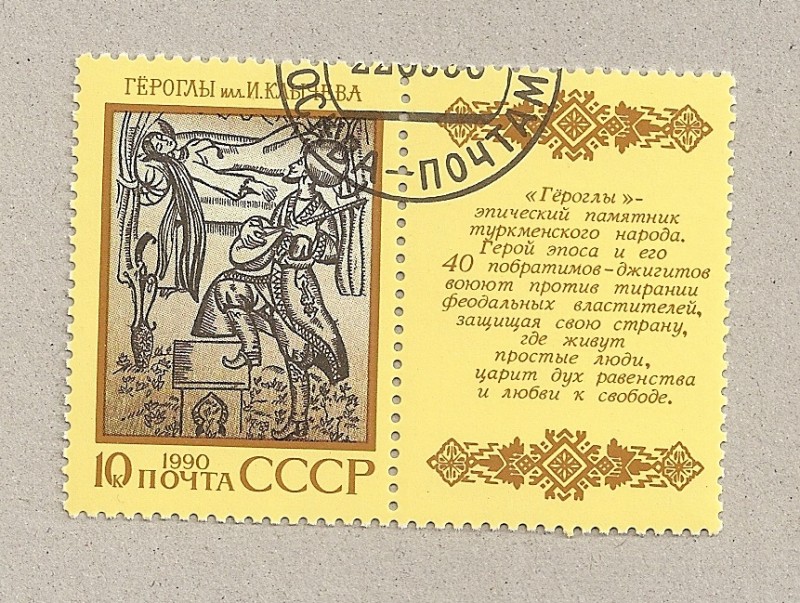 ГЁРОГЛЫ илл. И. КЛЫЧЕВА
10к 1990 ПОЧТА СССР
ПОЧТАМ
«Гёроглы»-
эпический памятник
туркменского народа.
Герой эпоса и его
40 побратимов-джигитов
воюют против тирании
феодальных властителей,
защищая свою страну,
где живут
простые люди,
царит дух равенства
и любви к свободе.